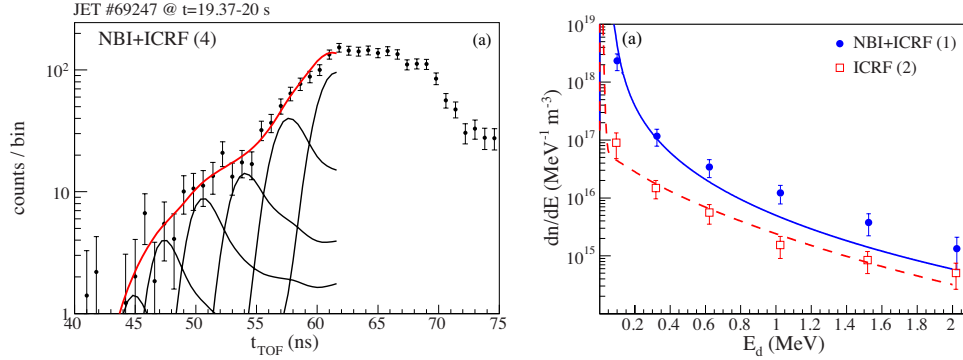 JET #69247 @ t=19.37-20 s
NBI+ICRF (4)
(a)
counts / bin
10²
10
1
40 45 50 55 60 65 70 75
t_TOF (ns)
(a)
NBI+ICRF (1)
ICRF (2)
dn/dE (MeV⁻¹ m⁻³)
10¹⁹
10¹⁸
10¹⁷
10¹⁶
10¹⁵
0.2 0.4 0.6 0.8 1 1.2 1.4 1.6 1.8 2
E_d (MeV)